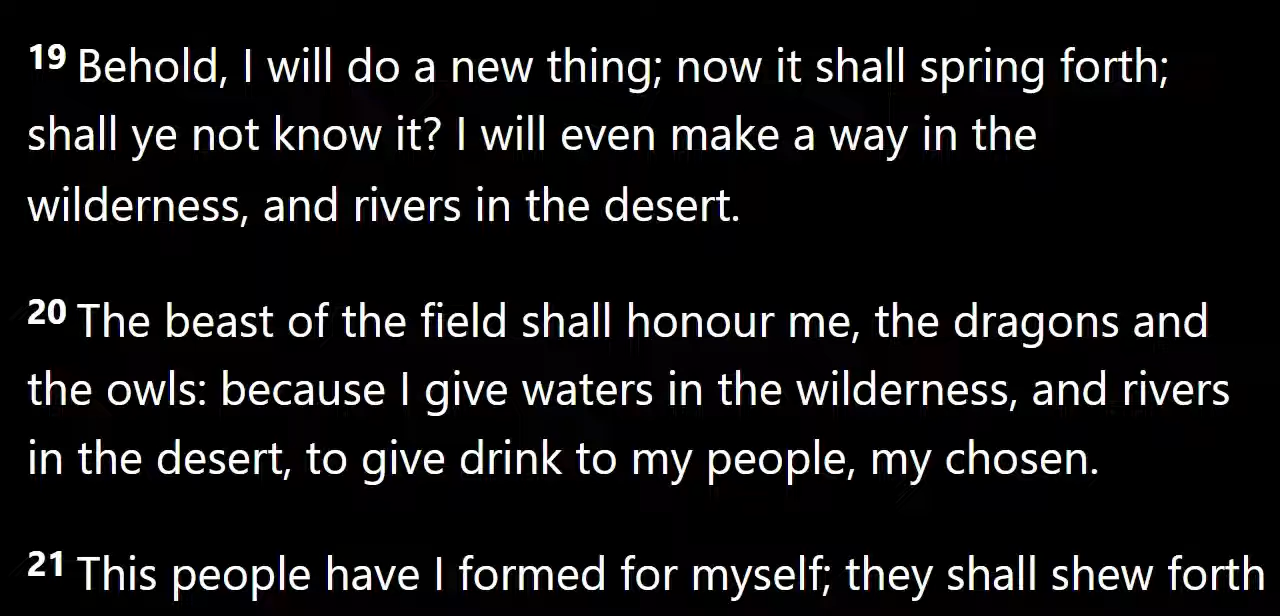 19 Behold, I will do a new thing; now it shall spring forth;
shall ye not know it? I will even make a way in the
wilderness, and rivers in the desert.
20 The beast of the field shall honour me, the dragons and
the owls: because I give waters in the wilderness, and rivers
in the desert, to give drink to my people, my chosen.
21 This people have I formed for myself; they shall shew forth